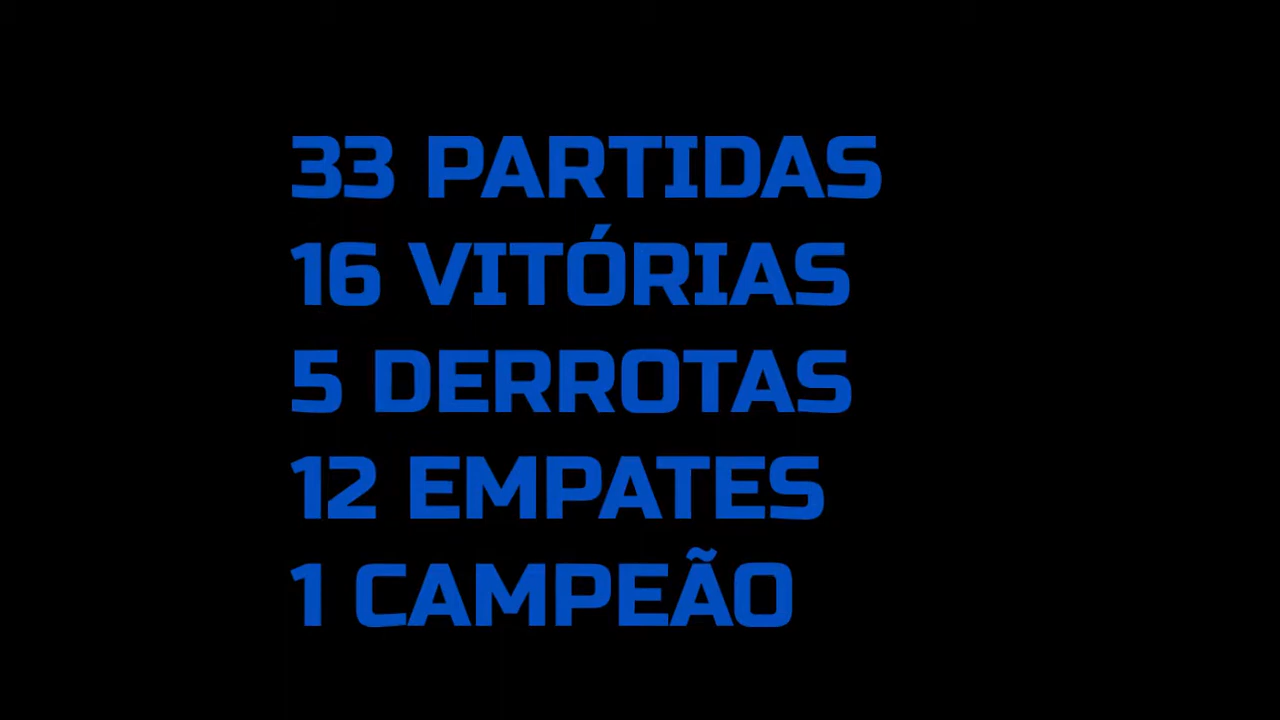 33 PARTIDAS
16 VITÓRIAS
5 DERROTAS
12 EMPATES
1 CAMPEÃO